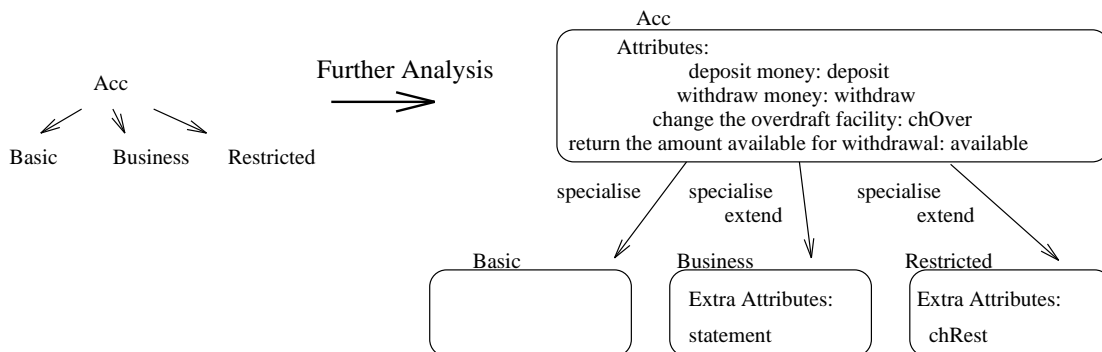 Acc
Basic Business Restricted
Further Analysis
Acc
Attributes:
deposit money: deposit
withdraw money: withdraw
change the overdraft facility: chOver
return the amount available for withdrawal: available
specialise
specialise
extend
specialise
extend
Basic
Business
Extra Attributes:
statement
Restricted
Extra Attributes:
chRest